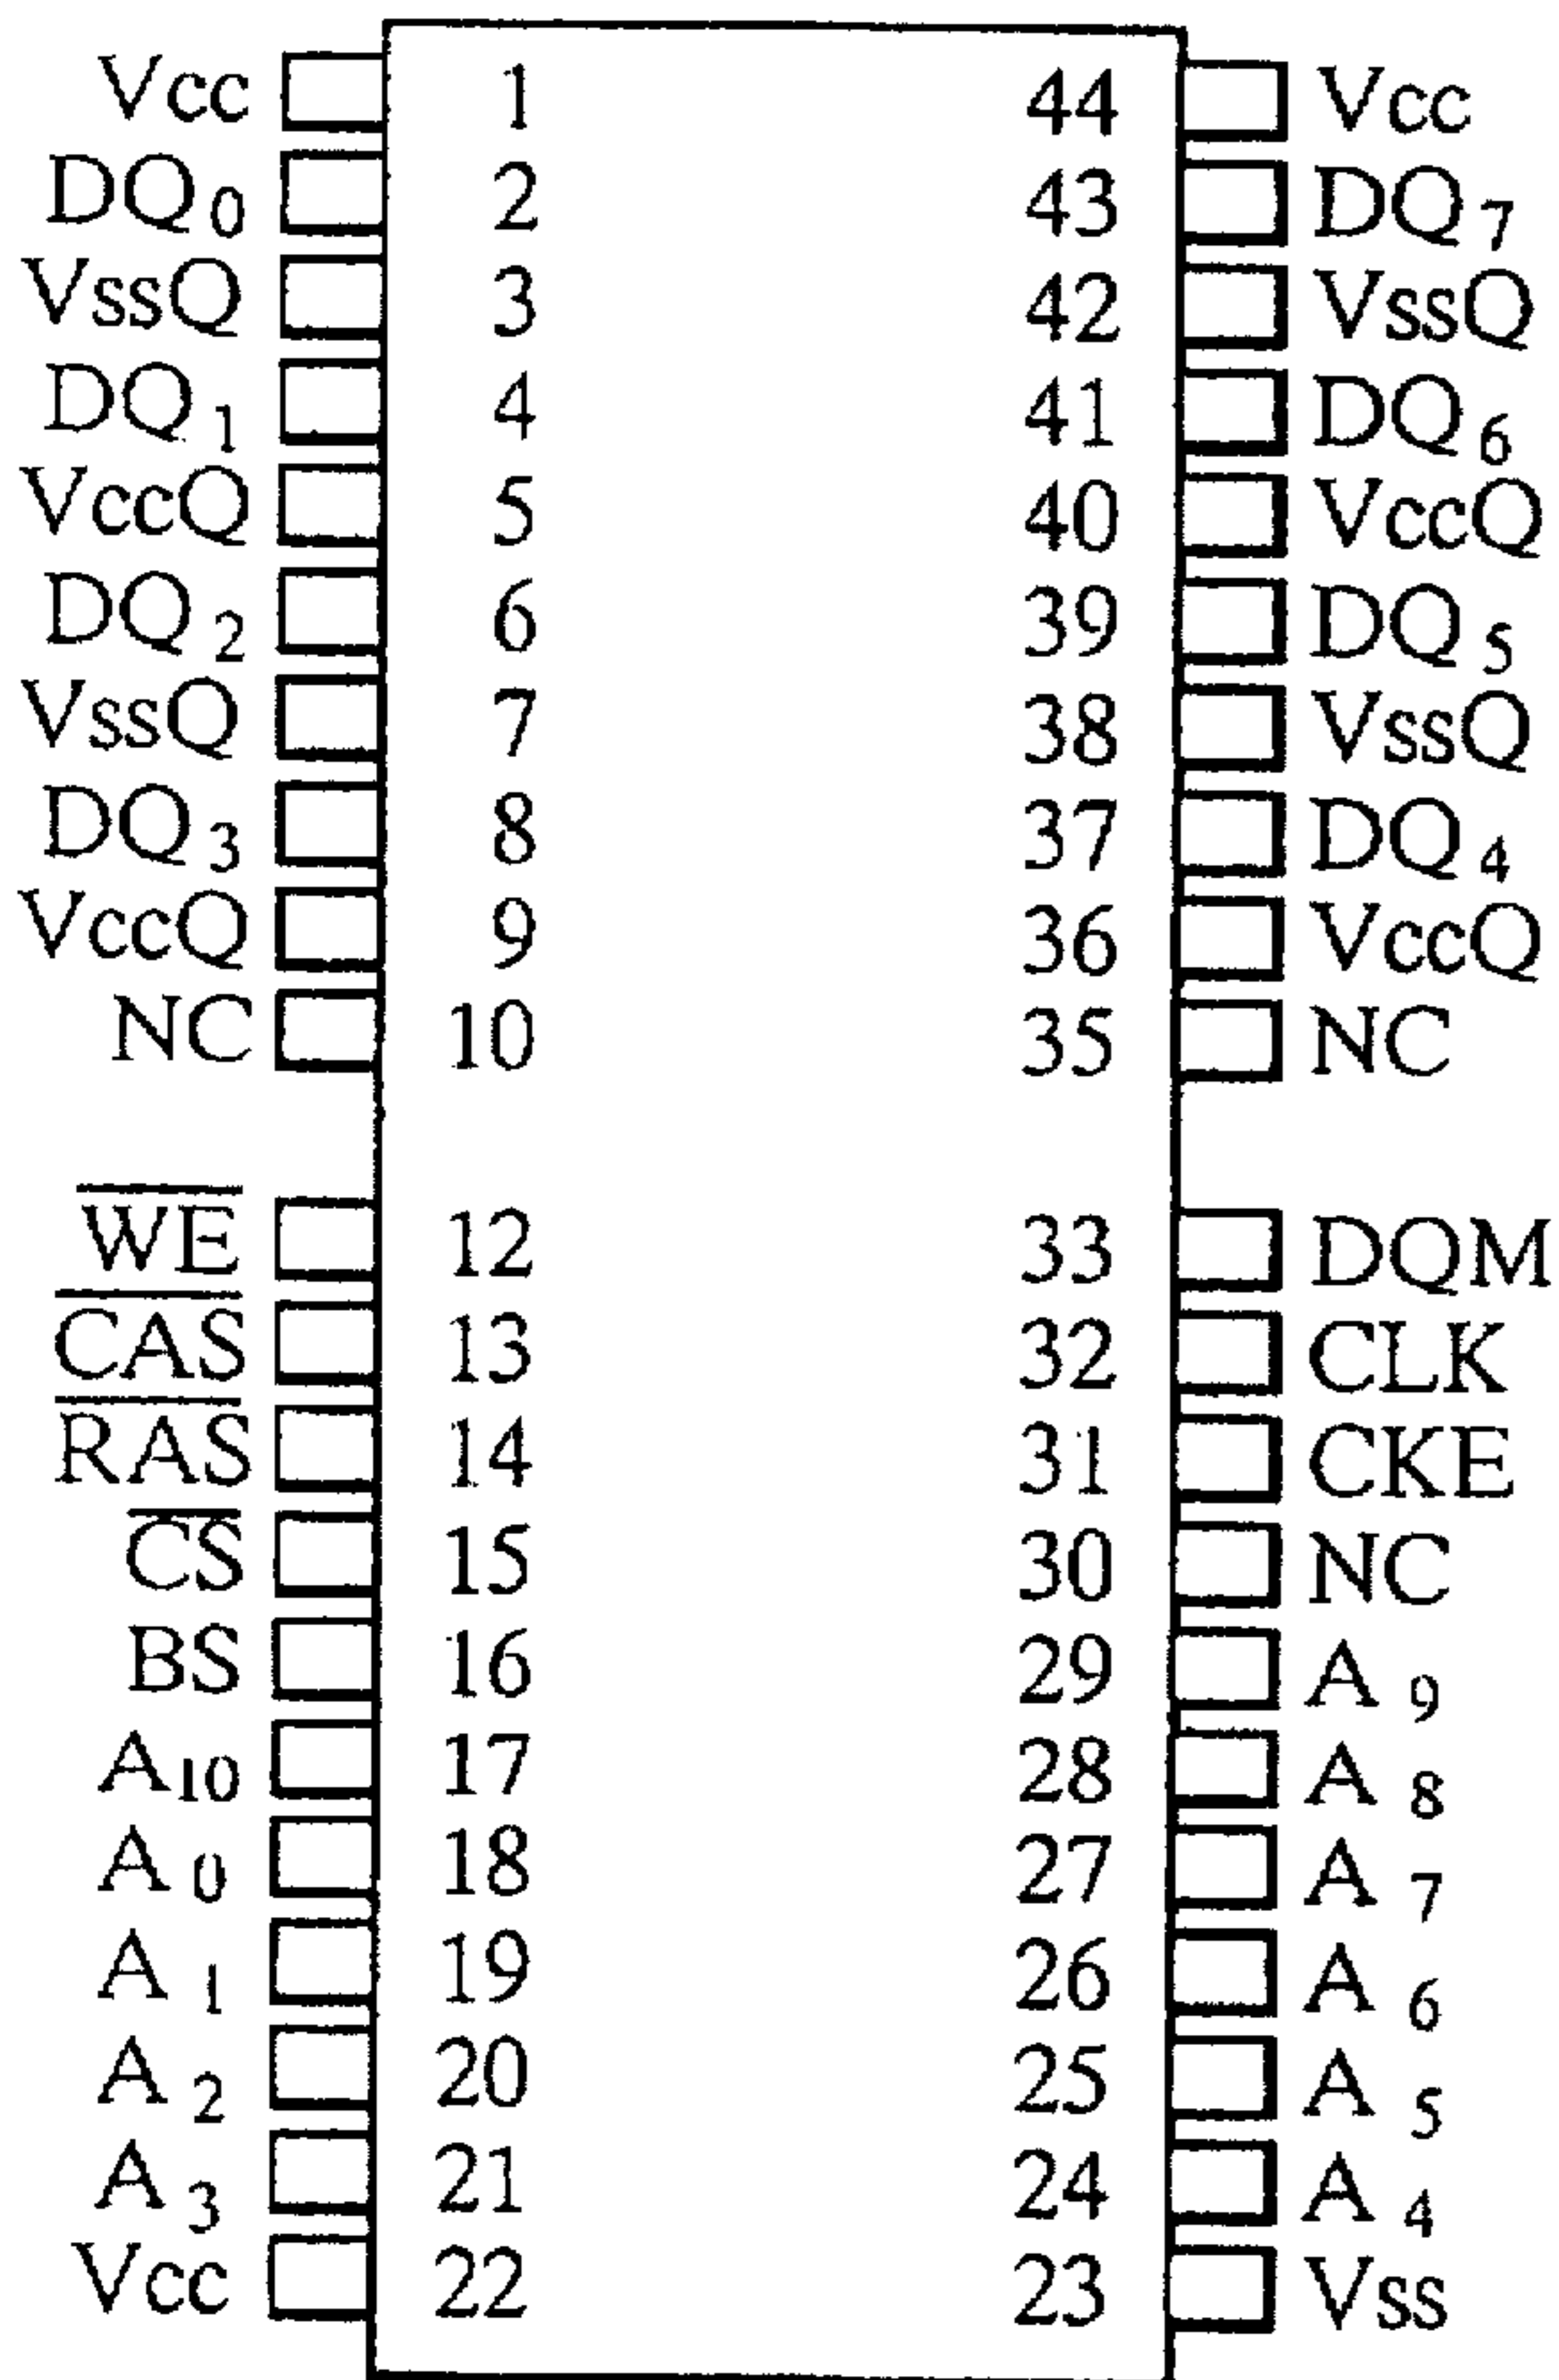 Vcc 1 44 Vcc
DQ0 2 43 DQ7
VssQ 3 42 VssQ
DQ1 4 41 DQ6
VccQ 5 40 VccQ
DQ2 6 39 DQ5
VssQ 7 38 VssQ
DQ3 8 37 DQ4
VccQ 9 36 VccQ
NC 10 35 NC
W̅E̅ 12 33 DQM
C̅A̅S̅ 13 32 CLK
R̅A̅S̅ 14 31 CKE
C̅S̅ 15 30 NC
BS 16 29 A9
A10 17 28 A8
A0 18 27 A7
A1 19 26 A6
A2 20 25 A5
A3 21 24 A4
Vcc 22 23 Vss